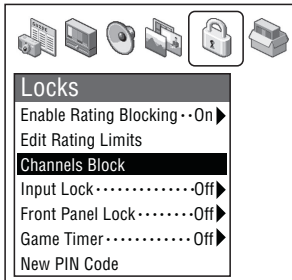 Locks
Enable Rating Blocking··On
Edit Rating Limits
Channels Block
Input Lock··············Off
Front Panel Lock········Off
Game Timer············Off
New PIN Code